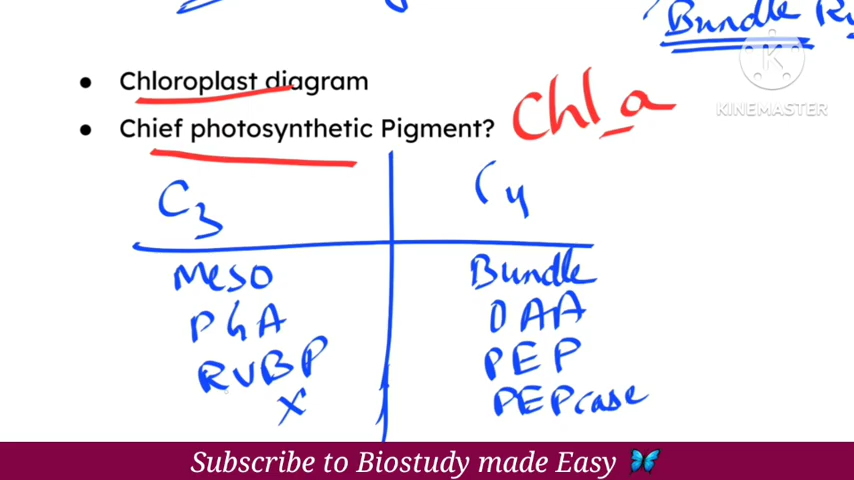 Bundle
KINEMASTER
● Chloroplast diagram
● Chief photosynthetic Pigment? Chl a
C3 C4
Meso Bundle
PGA OAA
RUBP PEP
X PEPcase
Subscribe to Biostudy made Easy 🦋